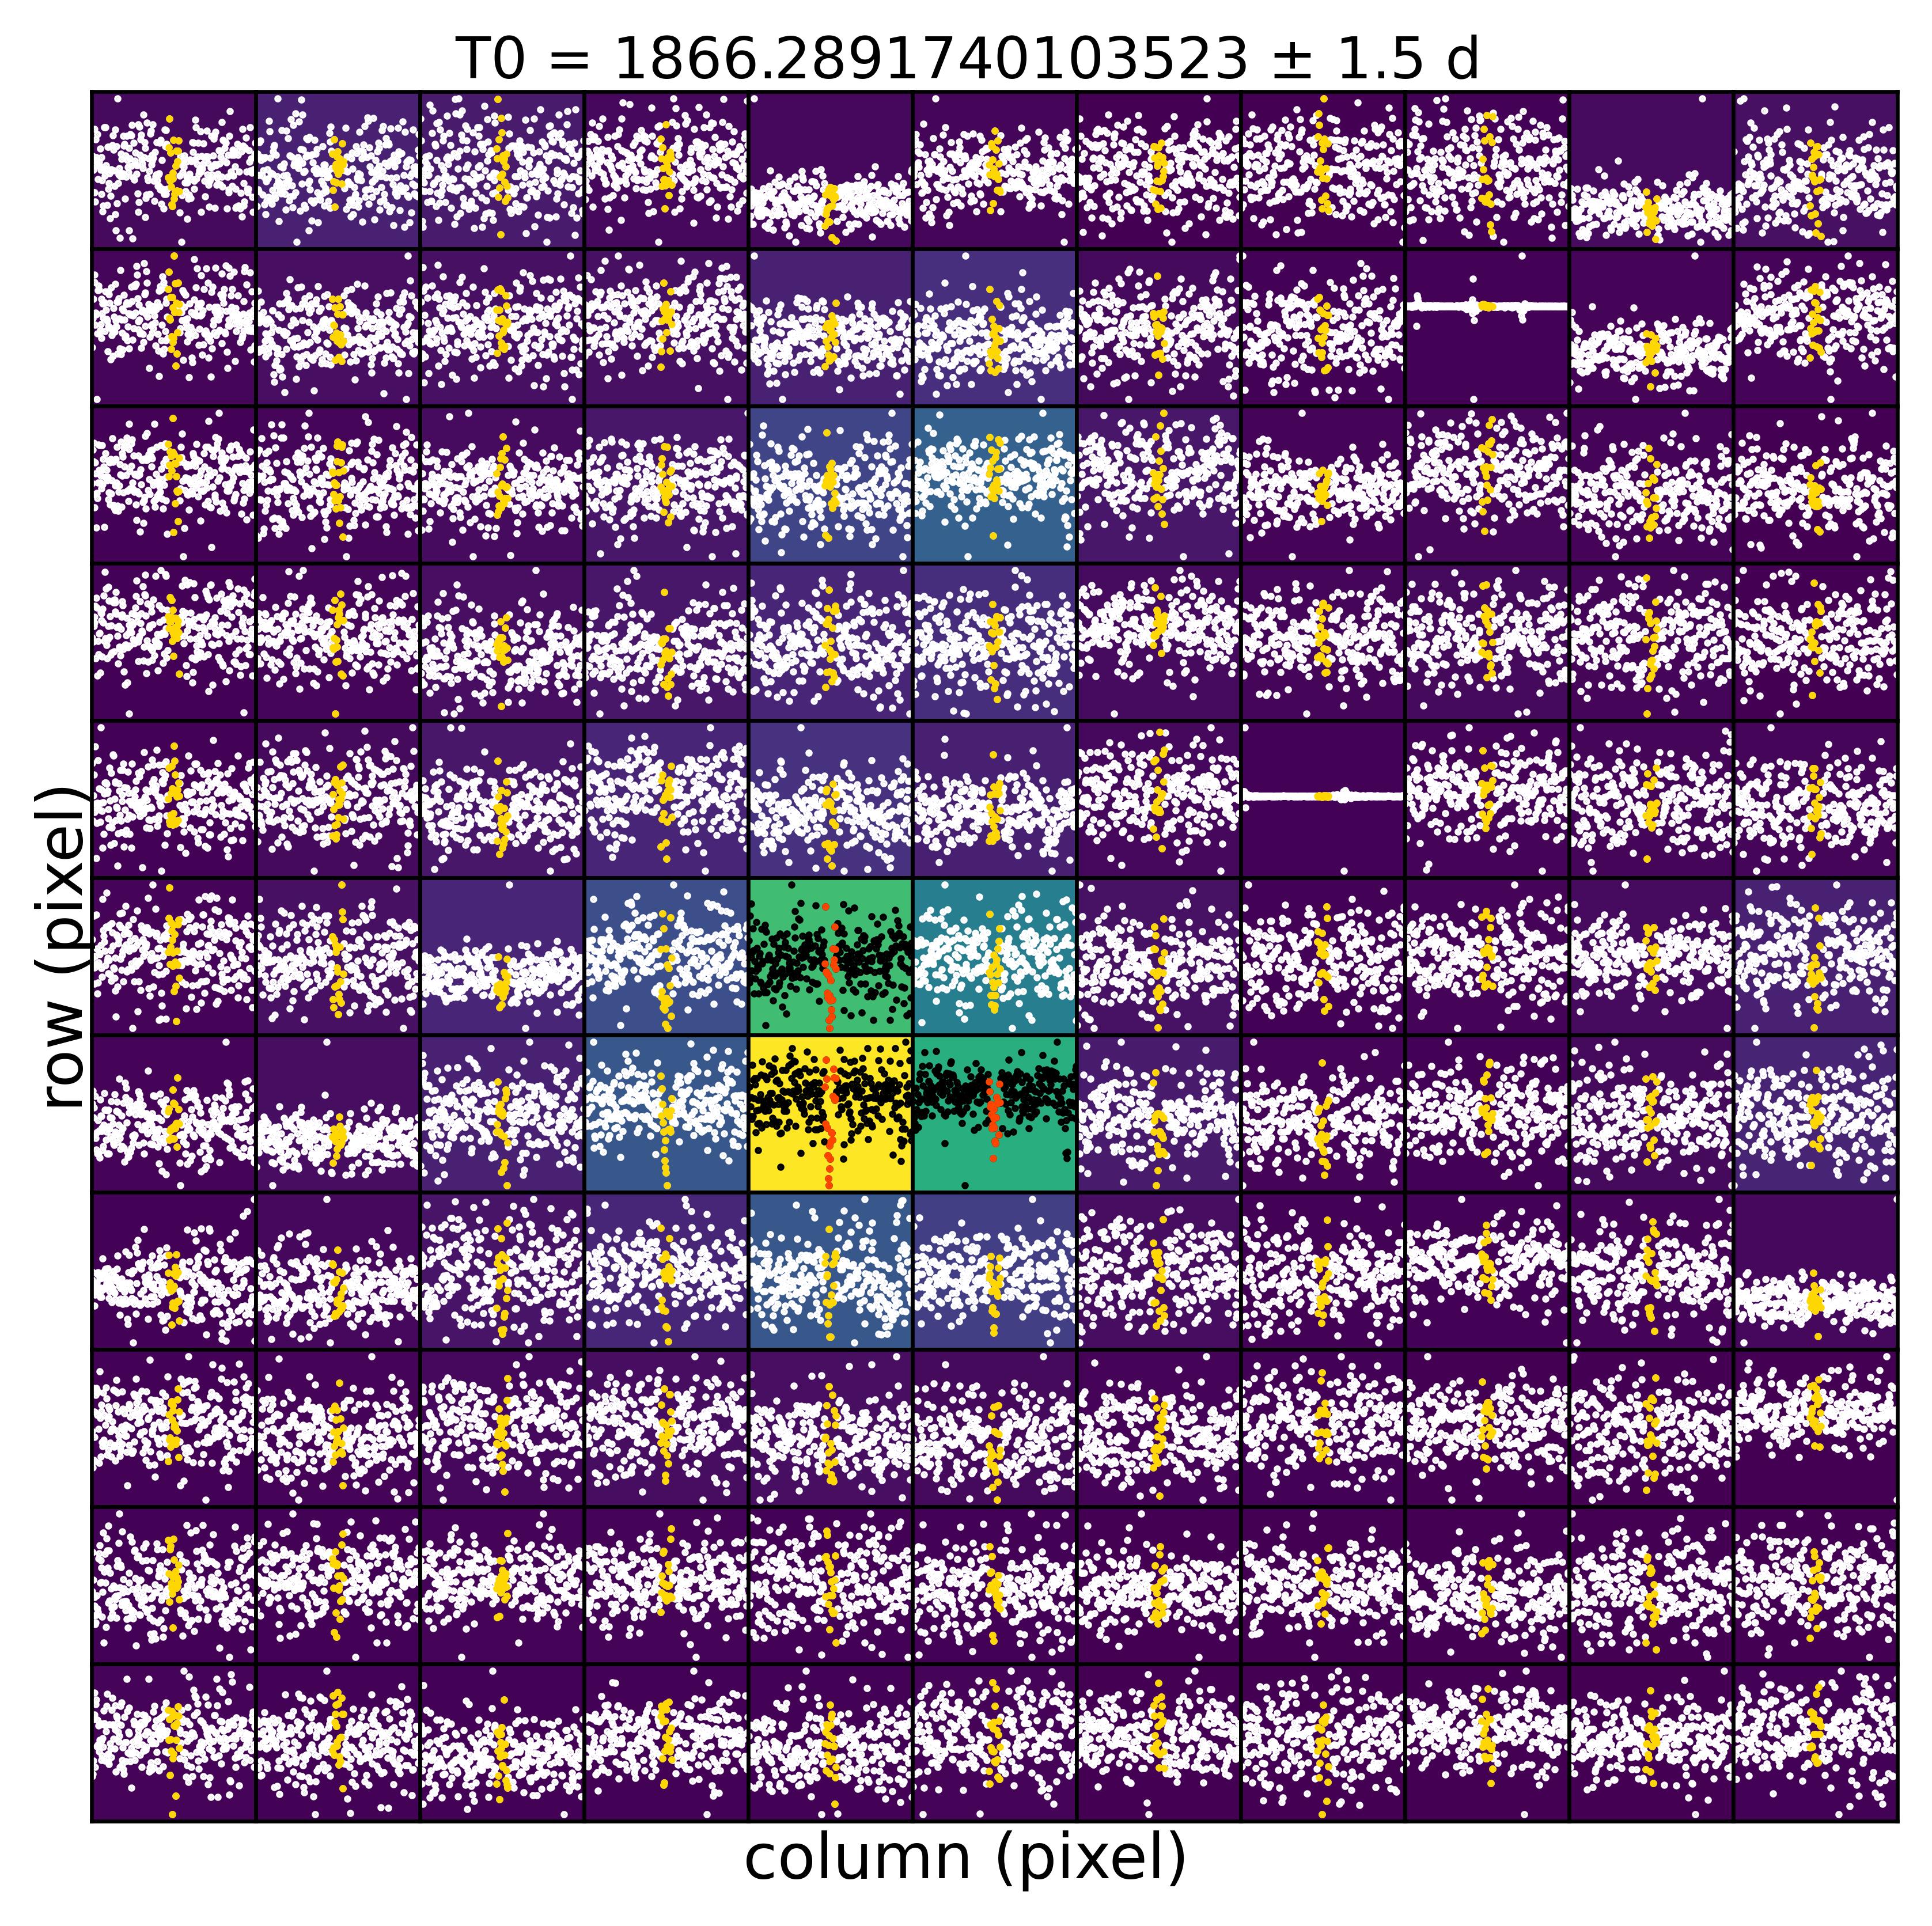 T0 = 1866.2891740103523 ± 1.5 d
row (pixel)
column (pixel)